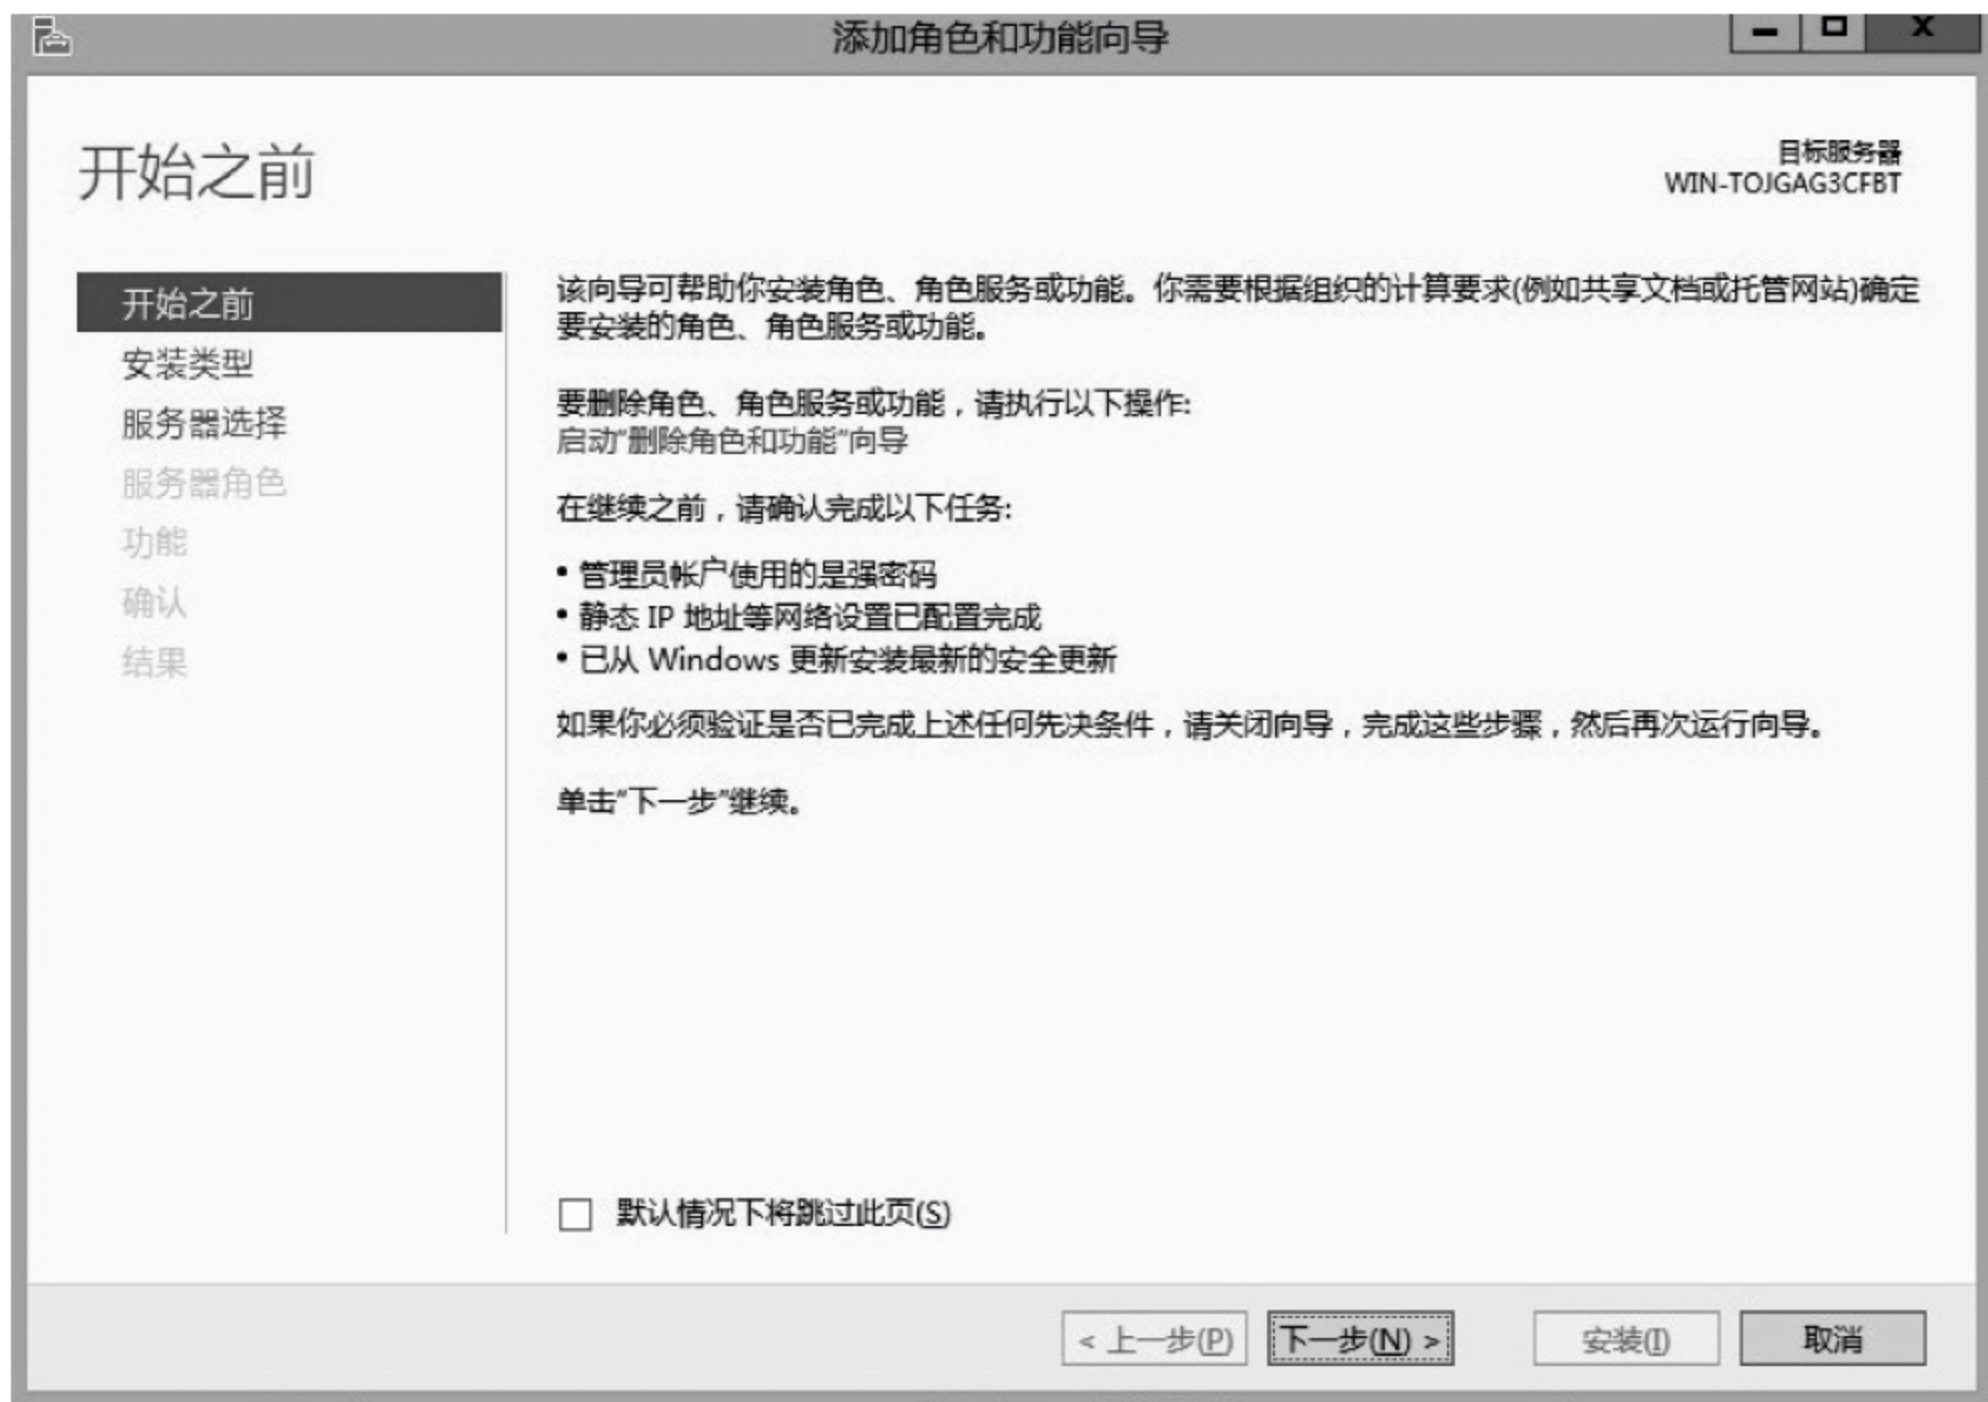 添加角色和功能向导
开始之前
目标服务器
WIN-TOJGAG3CFBT
开始之前
安装类型
服务器选择
服务器角色
功能
确认
结果
该向导可帮助你安装角色、角色服务或功能。你需要根据组织的计算要求(例如共享文档或托管网站)确定
要安装的角色、角色服务或功能。
要删除角色、角色服务或功能，请执行以下操作:
启动"删除角色和功能"向导
在继续之前，请确认完成以下任务:
• 管理员帐户使用的是强密码
• 静态 IP 地址等网络设置已配置完成
• 已从 Windows 更新安装最新的安全更新
如果你必须验证是否已完成上述任何先决条件，请关闭向导，完成这些步骤，然后再次运行向导。
单击"下一步"继续。
默认情况下将跳过此页(S)
< 上一步(P) 下一步(N) > 安装(I) 取消